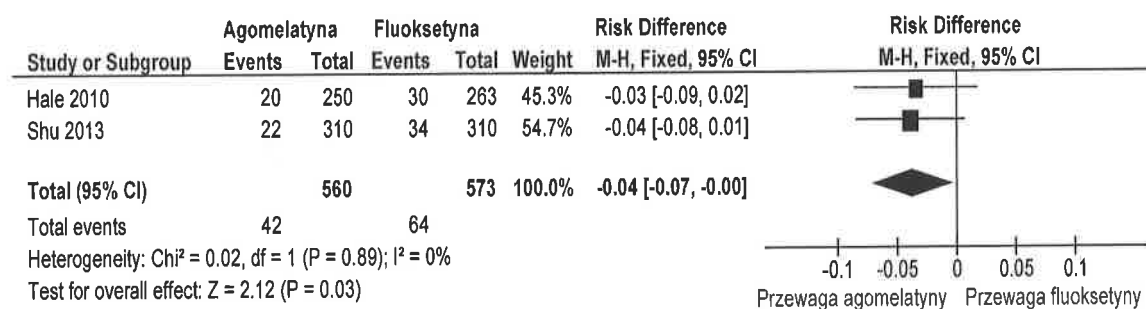 Agomelatyna Fluoksetyna Risk Difference Risk Difference
Study or Subgroup Events Total Events Total Weight M-H, Fixed, 95% CI M-H, Fixed, 95% CI
Hale 2010 20 250 30 263 45.3% -0.03 [-0.09, 0.02]
Shu 2013 22 310 34 310 54.7% -0.04 [-0.08, 0.01]
Total (95% CI) 560 573 100.0% -0.04 [-0.07, -0.00]
Total events 42 64
Heterogeneity: Chi² = 0.02, df = 1 (P = 0.89); I² = 0%
Test for overall effect: Z = 2.12 (P = 0.03)
-0.1 -0.05 0 0.05 0.1
Przewaga agomelatyny Przewaga fluoksetyny